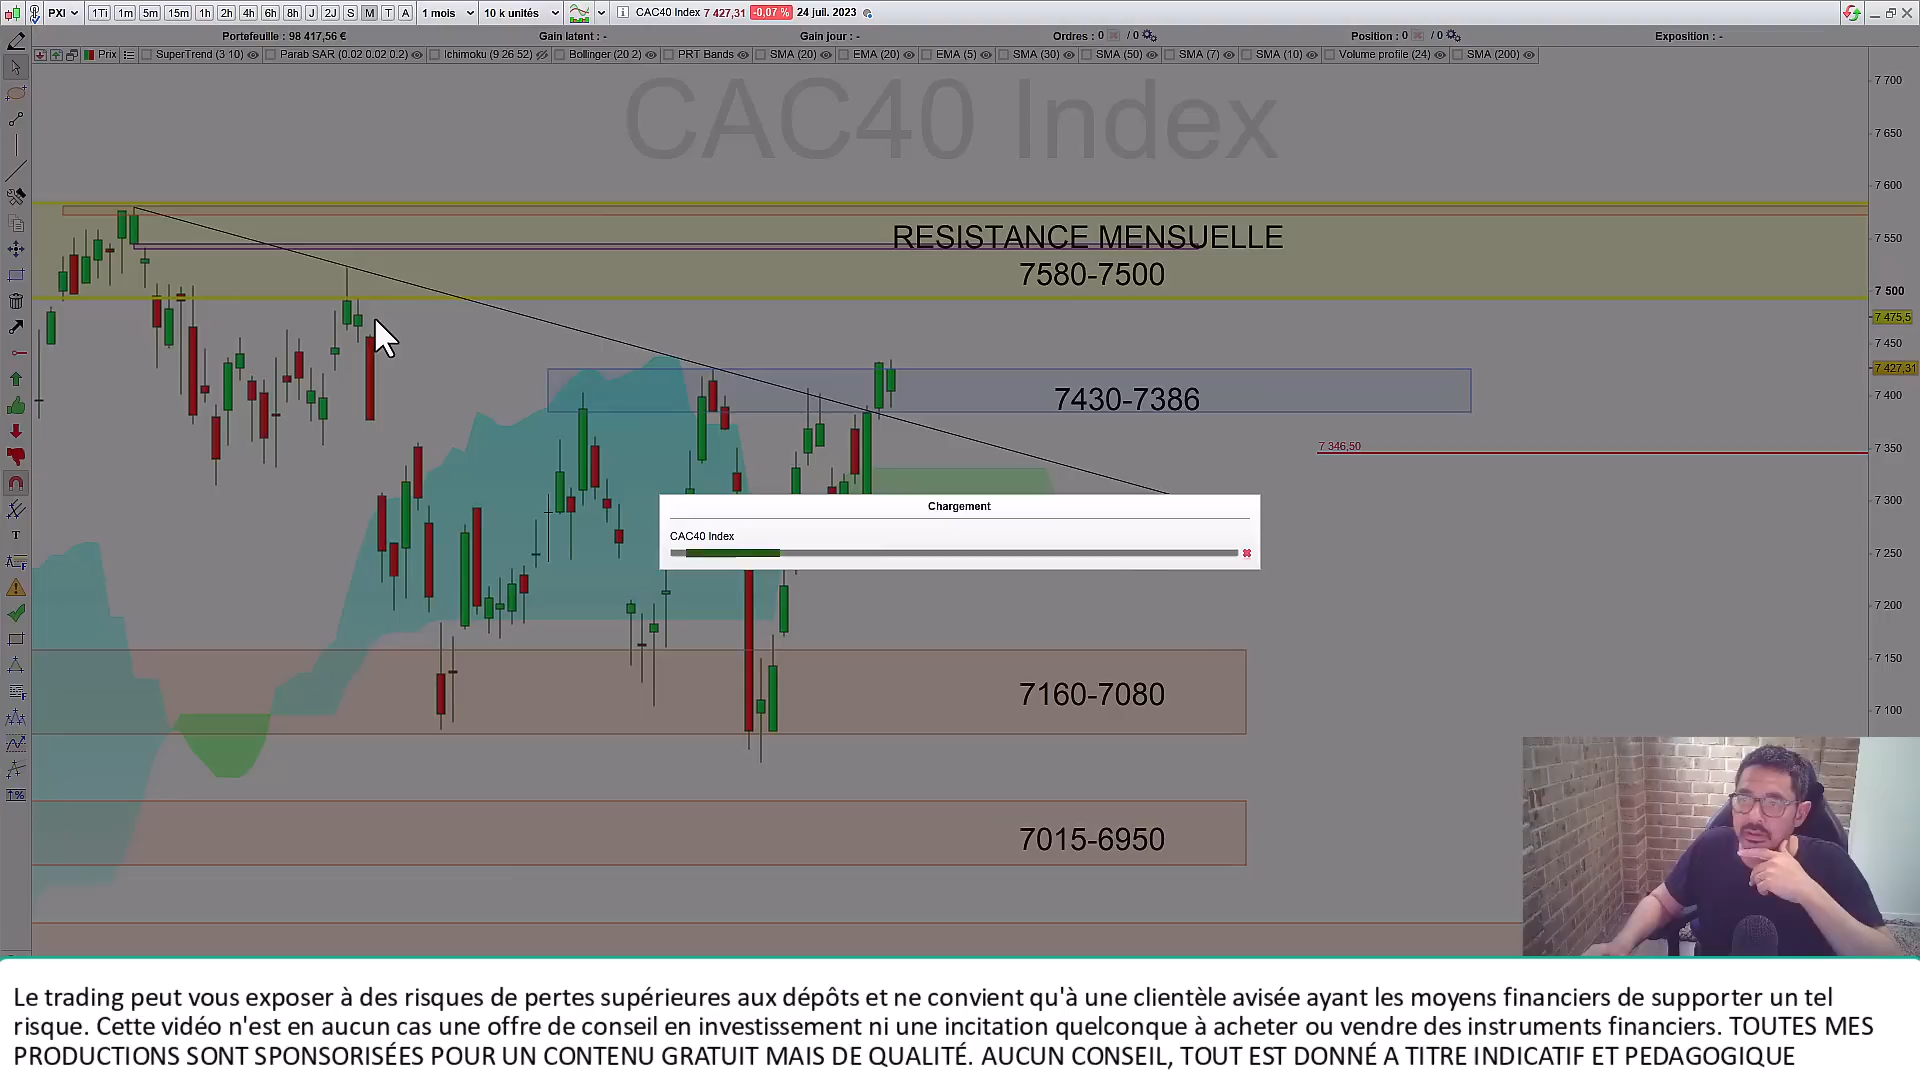 PXI 1Ti 1m 5m 15m 1h 2h 4h 6h 8h J 2J S M T A 1 mois 10 k unités CAC40 Index 7 427,31 -0,07 % 24 juil. 2023
Portefeuille : 98 417,56 € Gain latent : - Gain jour : - Ordres : 0 / 0 Position : 0 / 0 Exposition : -
Prix SuperTrend (3 10) Parab SAR (0.02 0.02 0.2) Ichimoku (9 26 52) Bollinger (20 2) PRT Bands SMA (20) EMA (20) EMA (5) SMA (30) SMA (50) SMA (7) SMA (10) Volume profile (24) SMA (200)
CAC40 Index
7 700
7 650
7 600
RESISTANCE MENSUELLE
7 550
7580-7500
7 500
7 475,5
7 450
7 427,31
7430-7386
7 400
7 346,50
7 350
7 300
Chargement
CAC40 Index
7 250
7 200
7 150
7160-7080
7 100
7015-6950
Le trading peut vous exposer à des risques de pertes supérieures aux dépôts et ne convient qu'à une clientèle avisée ayant les moyens financiers de supporter un tel
risque. Cette vidéo n'est en aucun cas une offre de conseil en investissement ni une incitation quelconque à acheter ou vendre des instruments financiers. TOUTES MES
PRODUCTIONS SONT SPONSORISÉES POUR UN CONTENU GRATUIT MAIS DE QUALITÉ. AUCUN CONSEIL, TOUT EST DONNÉ A TITRE INDICATIF ET PEDAGOGIQUE